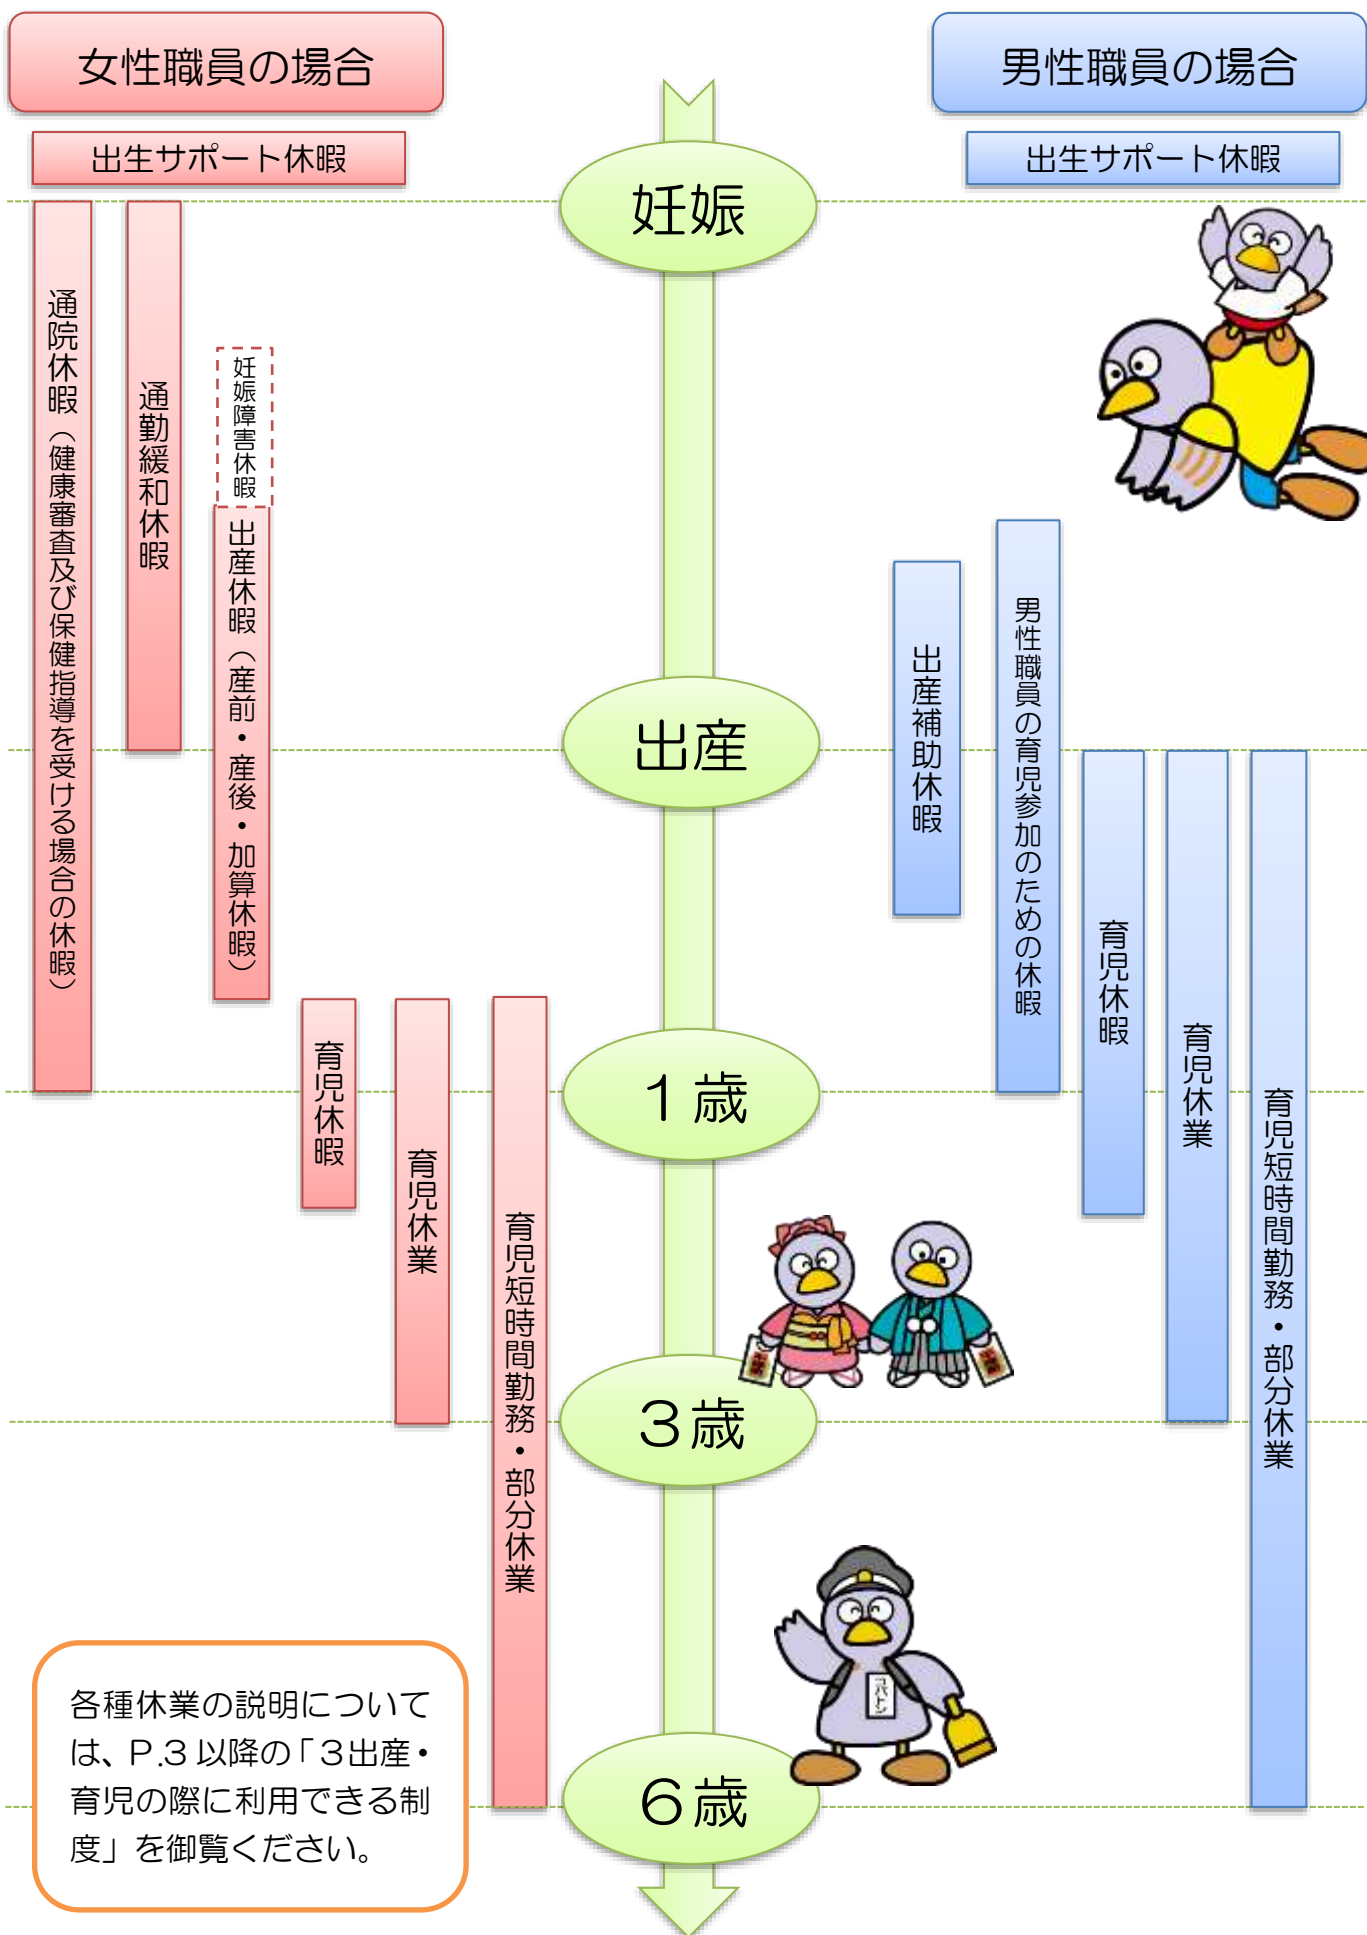 女性職員の場合
男性職員の場合
出生サポート休暇
出生サポート休暇
妊娠
通院休暇（健康審査及び保健指導を受ける場合の休暇）
通勤緩和休暇
妊娠障害休暇
出産休暇（産前・産後・加算休暇）
出産
出産補助休暇
男性職員の育児参加のための休暇
育児休暇
育児休業
育児短時間勤務・部分休業
育児休暇
育児休業
育児短時間勤務・部分休業
１歳
３歳
コバトン
６歳
各種休業の説明について
は、Ｐ.３以降の「３出産・
育児の際に利用できる制
度」を御覧ください。